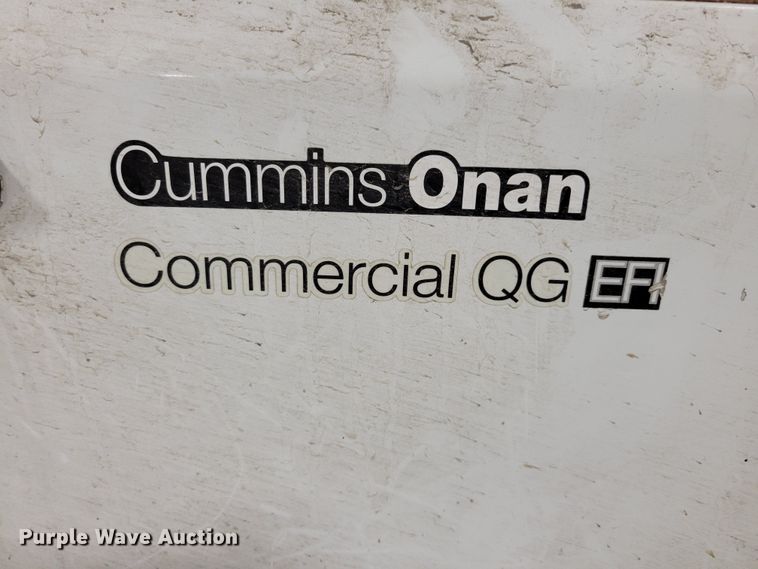 Cummins Onan
Commercial QG EFI
Purple Wave Auction